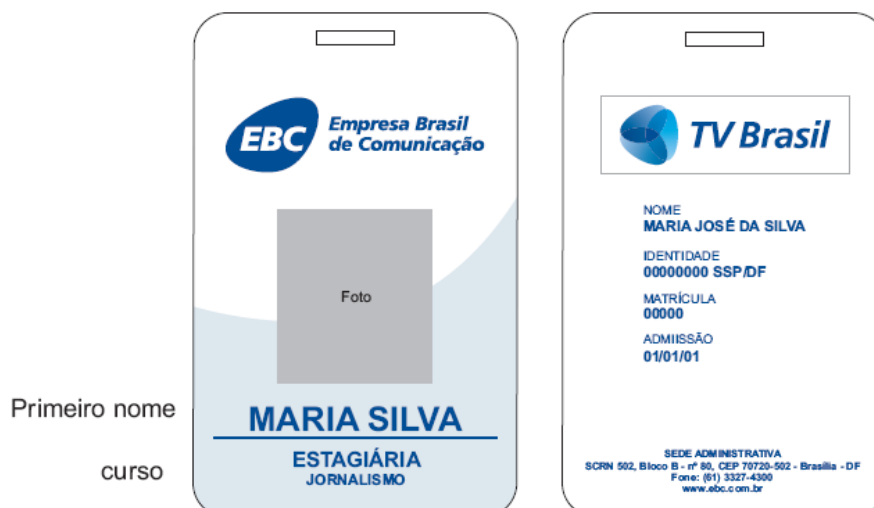 EBC
Empresa Brasil
de Comunicação
Foto
Primeiro nome
MARIA SILVA
curso
ESTAGIÁRIA
JORNALISMO
TV Brasil
NOME
MARIA JOSÉ DA SILVA
IDENTIDADE
00000000 SSP/DF
MATRÍCULA
00000
ADMIISSÃO
01/01/01
SEDE ADMINISTRATIVA
SCRN 502, Bloco B - nº 80, CEP 70720-502 - Brasília - DF
Fone: (61) 3327-4300
www.ebc.com.br